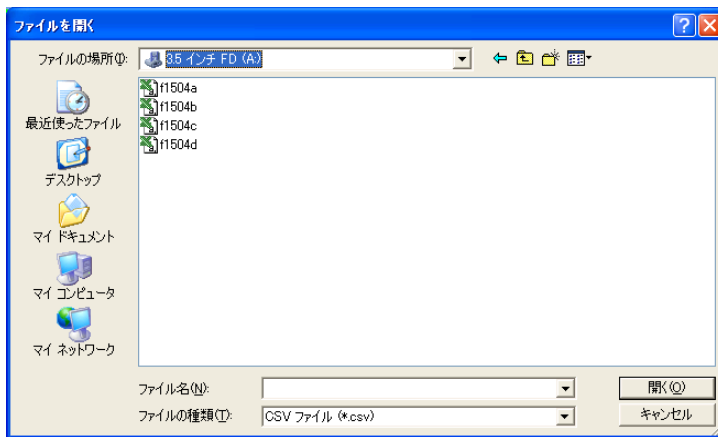 ファイルを開く
ファイルの場所(I):
3.5 インチ FD (A:)
f1504a
f1504b
f1504c
f1504d
最近使ったファイル
デスクトップ
マイ ドキュメント
マイ コンピュータ
マイ ネットワーク
ファイル名(N):
開く(O)
ファイルの種類(T):
CSV ファイル (*.csv)
キャンセル